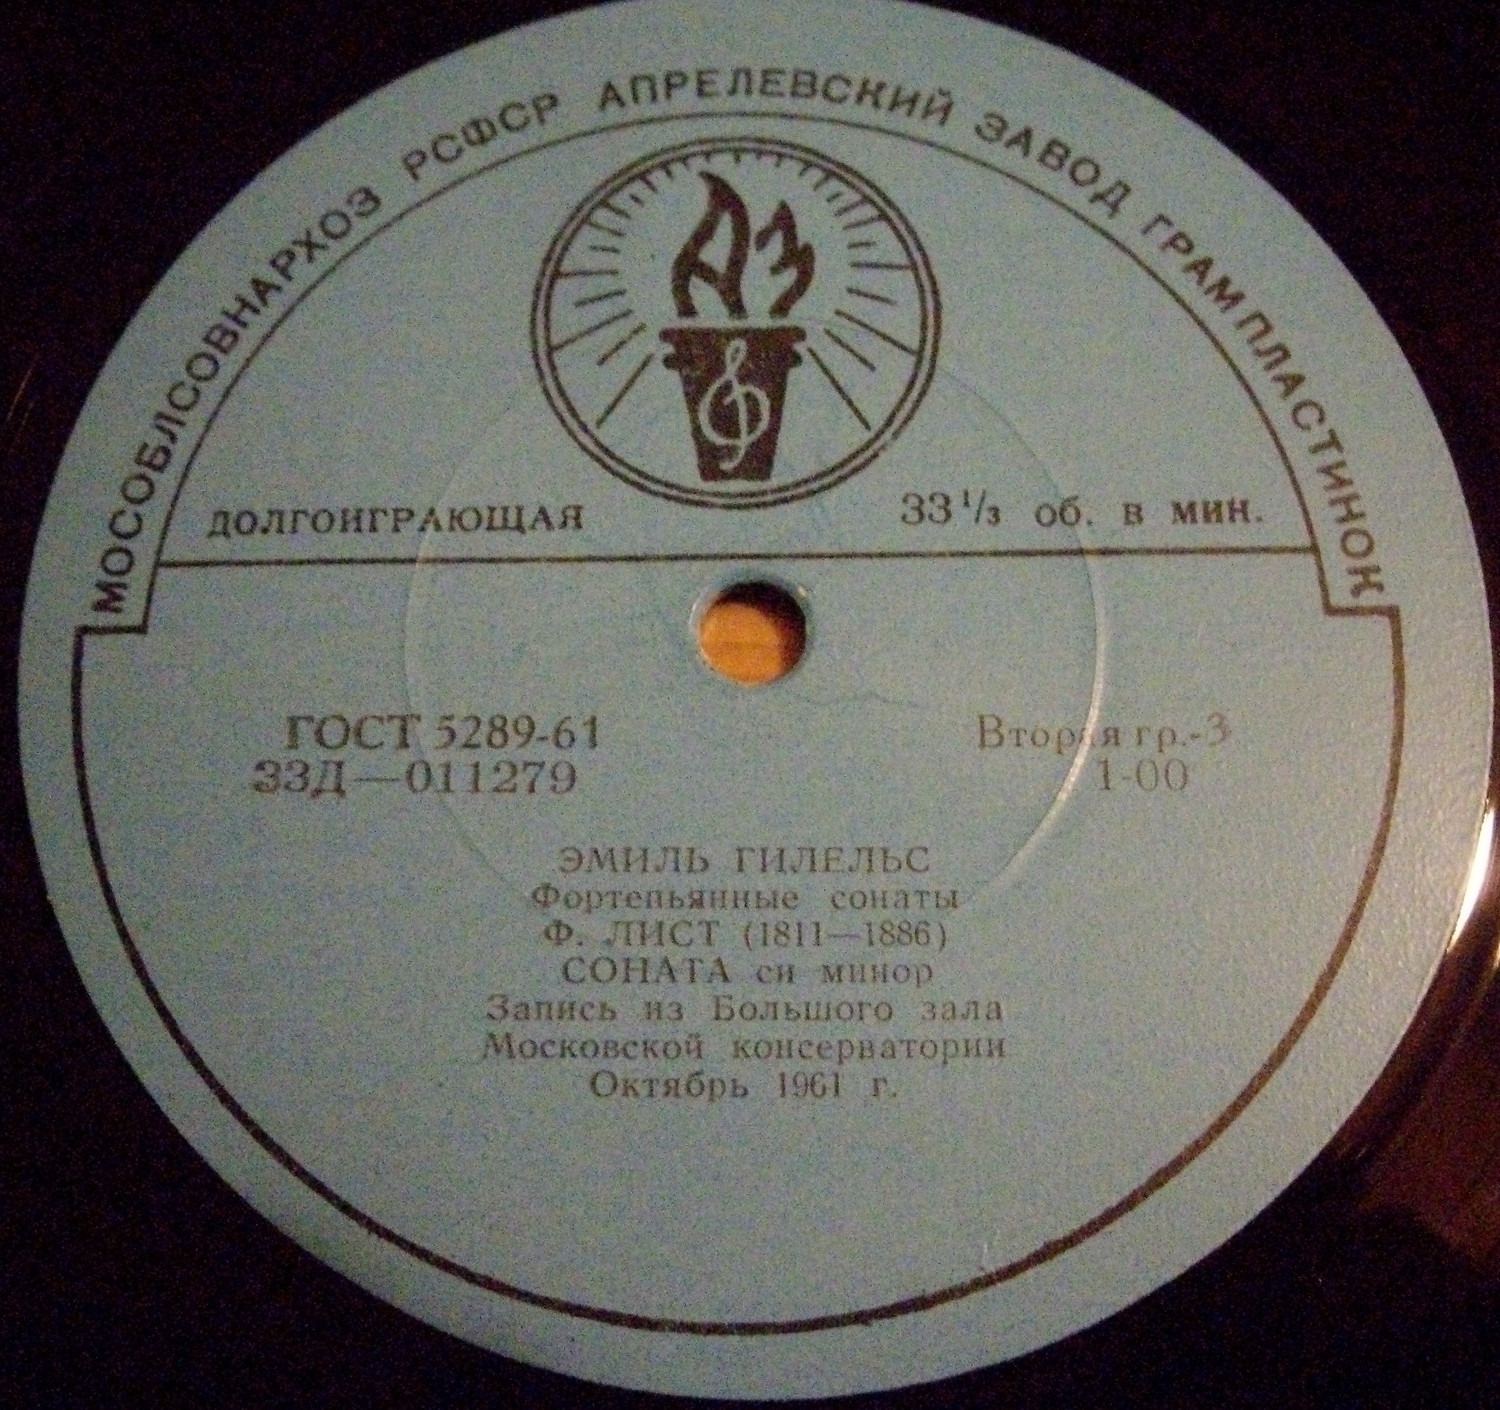 МОСОБЛСОВНАРХОЗ РСФСР АПРЕЛЕВСКИЙ ЗАВОД ГРАМПЛАСТИНОК
АЗ
ДОЛГОИГРАЮЩАЯ 33 1/3 об. в мин.
ГОСТ 5289-61 Вторая гр.-3
33Д—011279 1-00
ЭМИЛЬ ГИЛЕЛЬС
Фортепьянные сонаты
Ф. ЛИСТ (1811—1886)
СОНАТА си минор
Запись из Большого зала
Московской консерватории
Октябрь 1961 г.